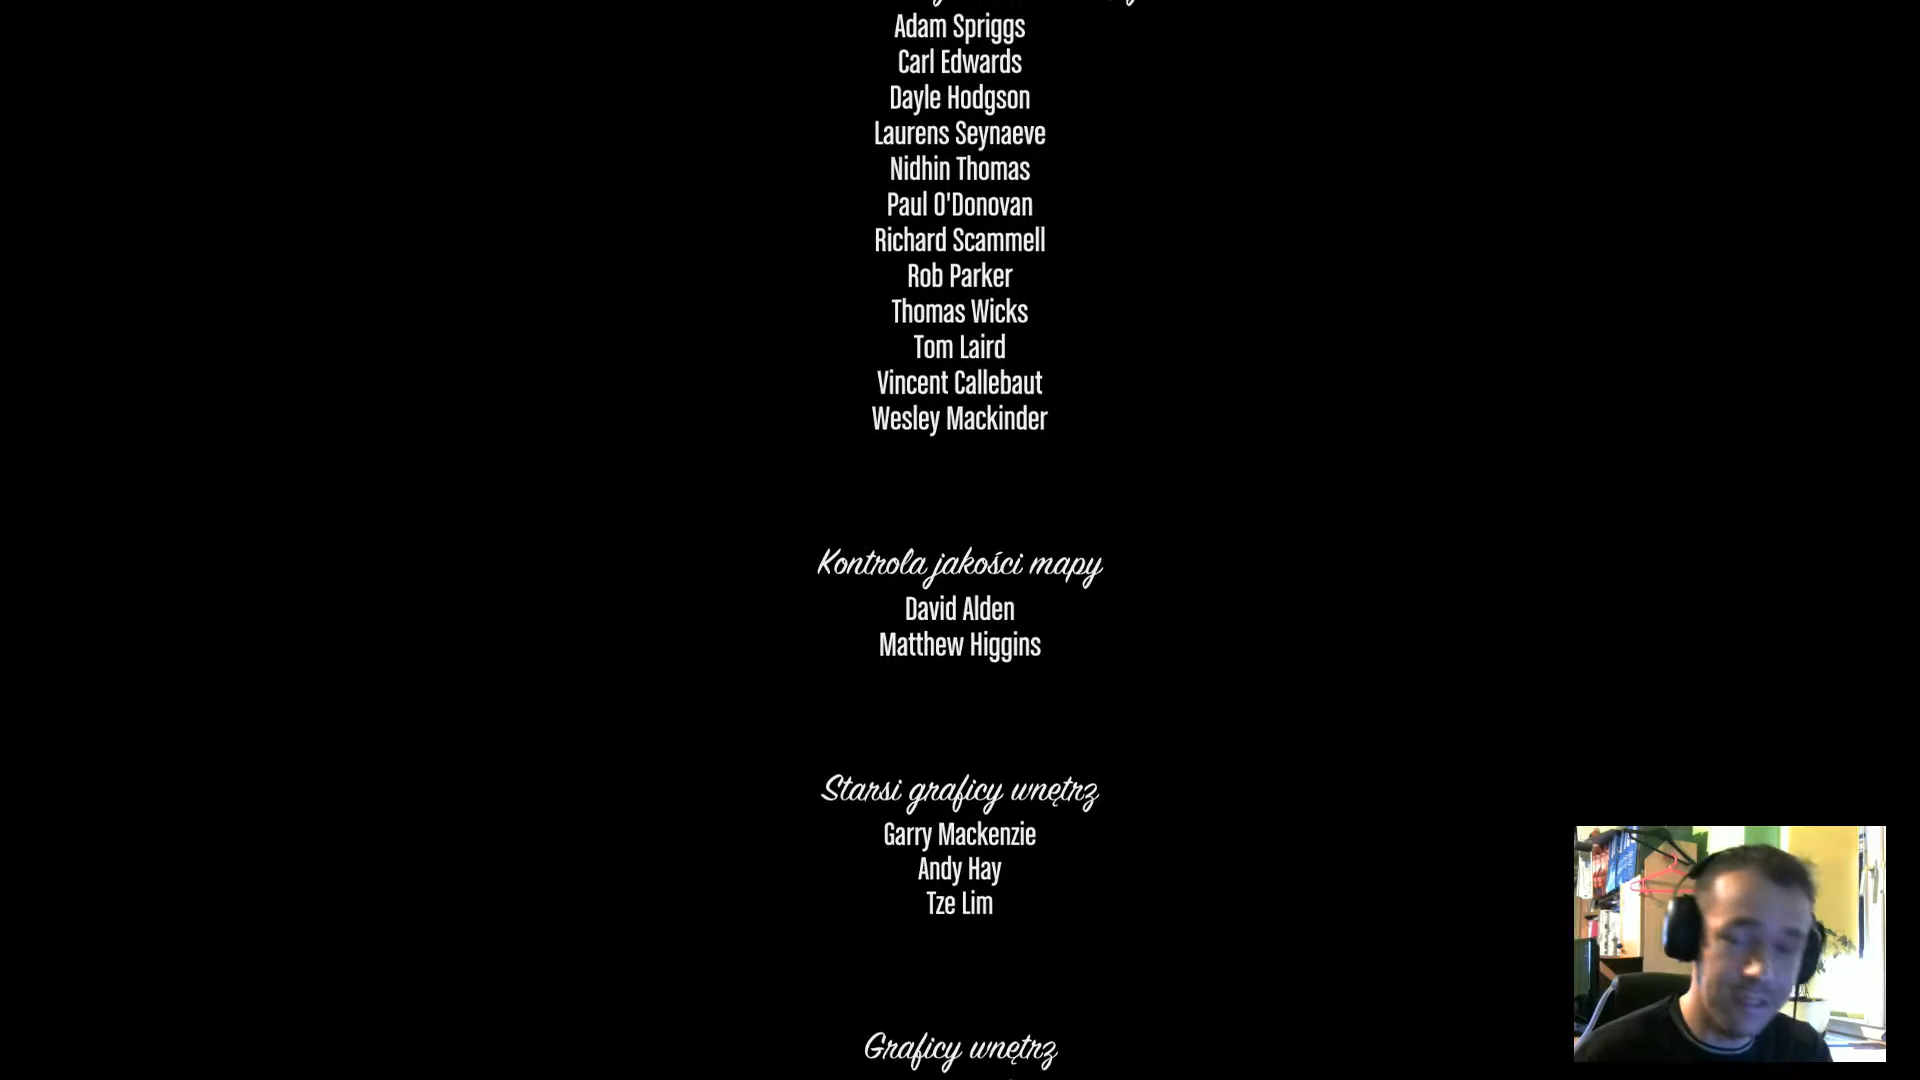 Adam Spriggs
Carl Edwards
Dayle Hodgson
Laurens Seynaeve
Nidhin Thomas
Paul O'Donovan
Richard Scammell
Rob Parker
Thomas Wicks
Tom Laird
Vincent Callebaut
Wesley Mackinder
Kontrola jakości mapy
David Alden
Matthew Higgins
Starsi graficy wnętrz
Garry Mackenzie
Andy Hay
Tze Lim
Graficy wnętrz